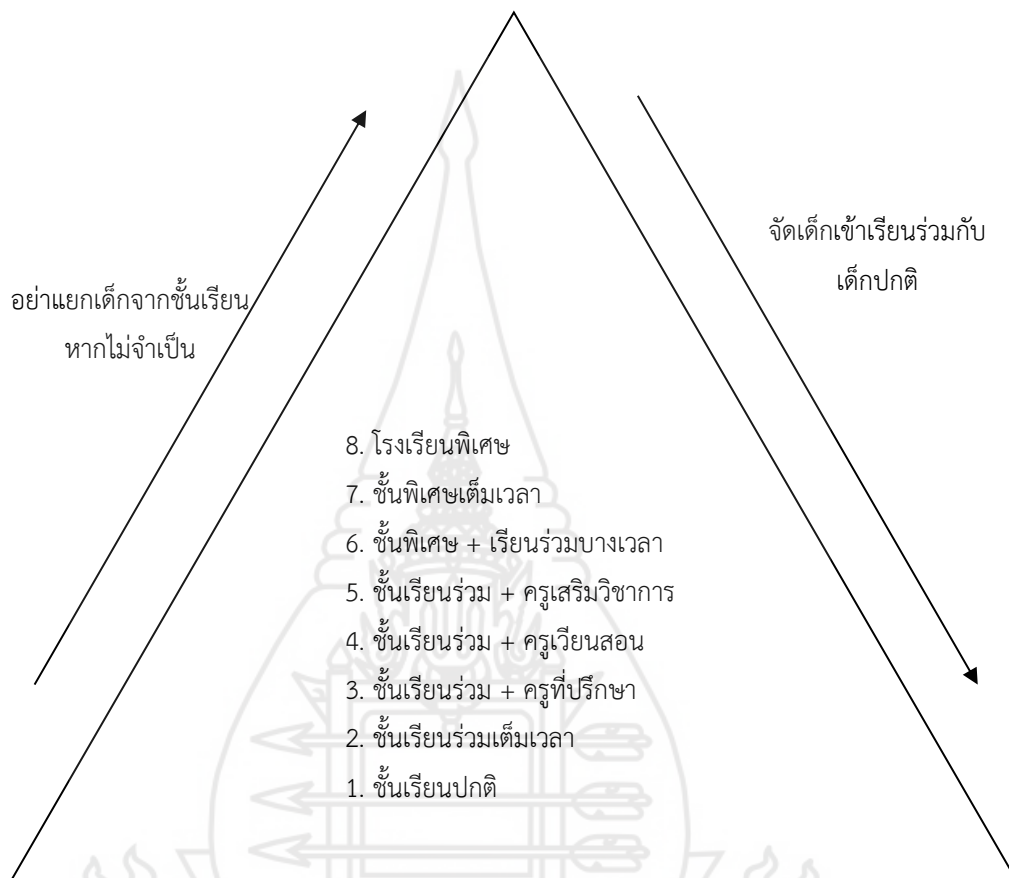 จัดเด็กเข้าเรียนร่วมกับ
เด็กปกติ
อย่าแยกเด็กจากชั้นเรียน
หากไม่จำเป็น
8. โรงเรียนพิเศษ
7. ชั้นพิเศษเต็มเวลา
6. ชั้นพิเศษ + เรียนร่วมบางเวลา
5. ชั้นเรียนร่วม + ครูเสริมวิชาการ
4. ชั้นเรียนร่วม + ครูเวียนสอน
3. ชั้นเรียนร่วม + ครูที่ปรึกษา
2. ชั้นเรียนร่วมเต็มเวลา
1. ชั้นเรียนปกติ